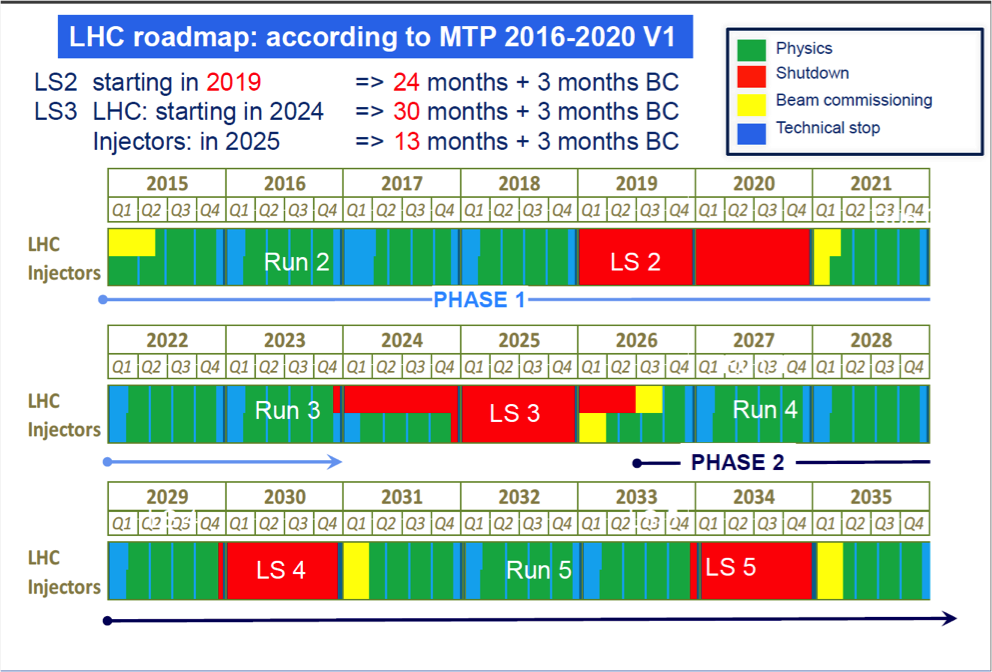 LHC roadmap: according to MTP 2016-2020 V1
LS2 starting in 2019 => 24 months + 3 months BC
LS3 LHC: starting in 2024 => 30 months + 3 months BC
Injectors: in 2025 => 13 months + 3 months BC
Physics
Shutdown
Beam commissioning
Technical stop
2015 2016 2017 2018 2019 2020 2021
Q1 Q2 Q3 Q4 Q1 Q2 Q3 Q4 Q1 Q2 Q3 Q4 Q1 Q2 Q3 Q4 Q1 Q2 Q3 Q4 Q1 Q2 Q3 Q4 Q1 Q2 Q3 Q4
LHC
Injectors
Run 2 LS 2
PHASE 1
2022 2023 2024 2025 2026 2027 2028
Q1 Q2 Q3 Q4 Q1 Q2 Q3 Q4 Q1 Q2 Q3 Q4 Q1 Q2 Q3 Q4 Q1 Q2 Q3 Q4 Q1 Q2 Q3 Q4 Q1 Q2 Q3 Q4
LHC
Injectors
Run 3 LS 3 Run 4
PHASE 2
2029 2030 2031 2032 2033 2034 2035
Q1 Q2 Q3 Q4 Q1 Q2 Q3 Q4 Q1 Q2 Q3 Q4 Q1 Q2 Q3 Q4 Q1 Q2 Q3 Q4 Q1 Q2 Q3 Q4 Q1 Q2 Q3 Q4
LHC
Injectors
LS 4 Run 5 LS 5